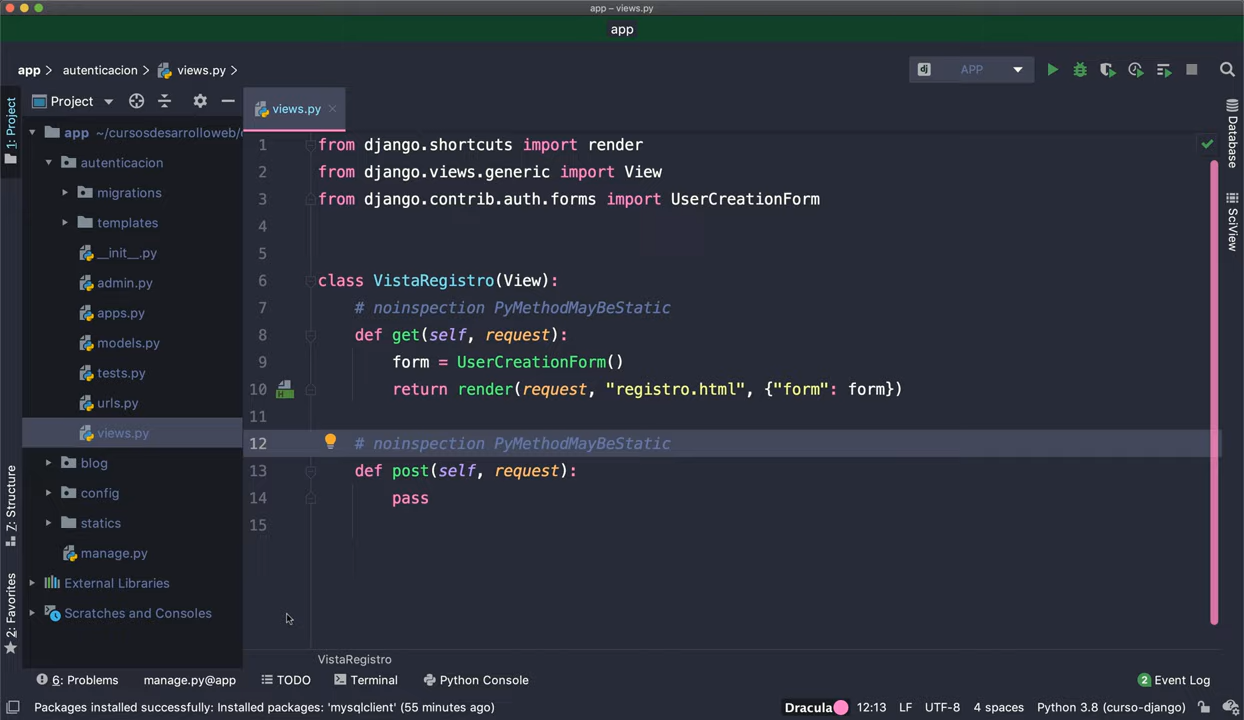 app – views.py
app
app
autenticacion
views.py
APP
1: Project
Project
views.py
Database
SciView
app ~/cursosdesarrolloweb/
autenticacion
migrations
templates
__init__.py
admin.py
apps.py
models.py
tests.py
urls.py
views.py
blog
config
statics
manage.py
External Libraries
Scratches and Consoles
7: Structure
2: Favorites
1 from django.shortcuts import render
2 from django.views.generic import View
3 from django.contrib.auth.forms import UserCreationForm
4
5
6 class VistaRegistro(View):
7 # noinspection PyMethodMayBeStatic
8 def get(self, request):
9 form = UserCreationForm()
10 return render(request, "registro.html", {"form": form})
11
12 # noinspection PyMethodMayBeStatic
13 def post(self, request):
14 pass
15
VistaRegistro
6: Problems
manage.py@app
TODO
Terminal
Python Console
2 Event Log
Packages installed successfully: Installed packages: 'mysqlclient' (55 minutes ago)
Dracula
12:13
LF
UTF-8
4 spaces
Python 3.8 (curso-django)